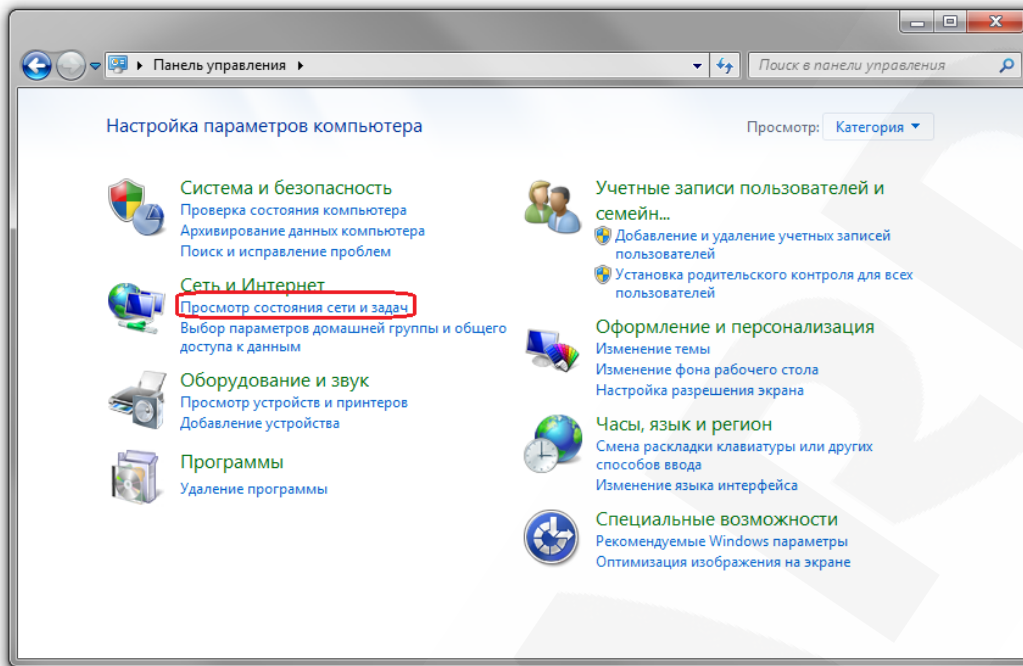 Панель управления
Поиск в панели управления
Настройка параметров компьютера
Просмотр: Категория
Система и безопасность
Проверка состояния компьютера
Архивирование данных компьютера
Поиск и исправление проблем
Сеть и Интернет
Просмотр состояния сети и задач
Выбор параметров домашней группы и общего
доступа к данным
Оборудование и звук
Просмотр устройств и принтеров
Добавление устройства
Программы
Удаление программы
Учетные записи пользователей и
семейн...
Добавление и удаление учетных записей
пользователей
Установка родительского контроля для всех
пользователей
Оформление и персонализация
Изменение темы
Изменение фона рабочего стола
Настройка разрешения экрана
Часы, язык и регион
Смена раскладки клавиатуры или других
способов ввода
Изменение языка интерфейса
Специальные возможности
Рекомендуемые Windows параметры
Оптимизация изображения на экране